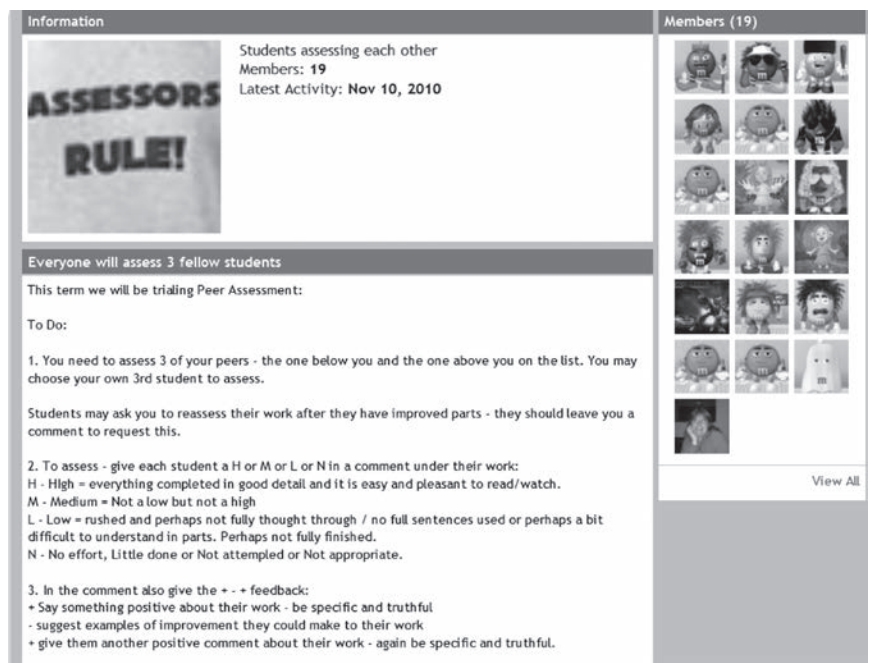 Information
ASSESSORS
RULE!
Students assessing each other
Members: 19
Latest Activity: Nov 10, 2010
Everyone will assess 3 fellow students
This term we will be trialing Peer Assessment:
To Do:
1. You need to assess 3 of your peers - the one below you and the one above you on the list. You may
choose your own 3rd student to assess.
Students may ask you to reassess their work after they have improved parts - they should leave you a
comment to request this.
2. To assess - give each student a H or M or L or N in a comment under their work:
H - HIgh = everything completed in good detail and it is easy and pleasant to read/watch.
M - Medium = Not a low but not a high
L - Low = rushed and perhaps not fully thought through / no full sentences used or perhaps a bit
difficult to understand in parts. Perhaps not fully finished.
N - No effort, Little done or Not attempled or Not appropriate.
3. In the comment also give the + - + feedback:
+ Say something positive about their work - be specific and truthful
- suggest examples of improvement they could make to their work
+ give them another positive comment about their work - again be specific and truthful.
Members (19)
View All